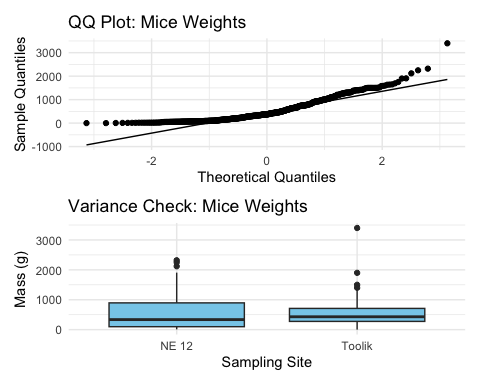 QQ Plot: Mice Weights
Sample Quantiles
3000
2000
1000
0
-1000
-2
0
2
Theoretical Quantiles
Variance Check: Mice Weights
Mass (g)
3000
2000
1000
0
NE 12
Toolik
Sampling Site